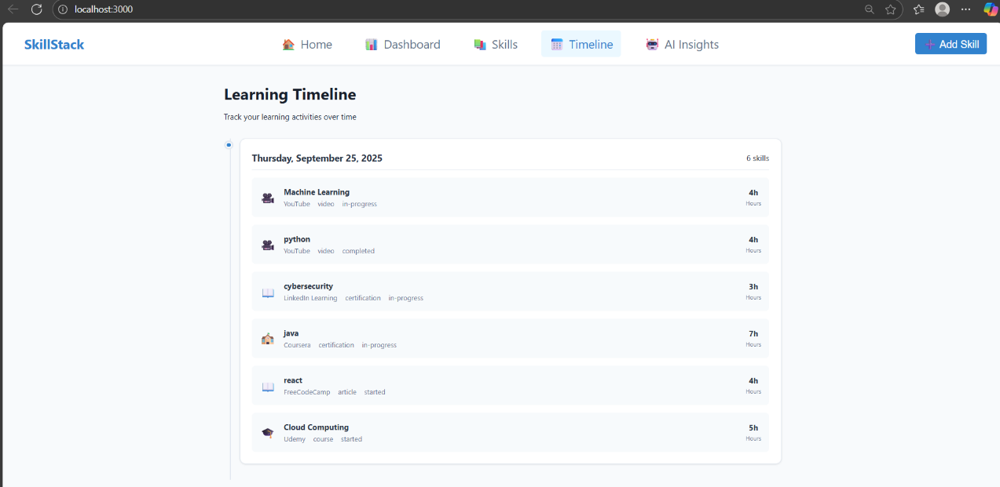 localhost:3000
SkillStack Home Dashboard Skills Timeline AI Insights Add Skill
Learning Timeline
Track your learning activities over time
Thursday, September 25, 2025 6 skills
Machine Learning 4h
YouTube video in-progress Hours
python 4h
YouTube video completed Hours
cybersecurity 3h
LinkedIn Learning certification in-progress Hours
java 7h
Coursera certification in-progress Hours
react 4h
FreeCodeCamp article started Hours
Cloud Computing 5h
Udemy course started Hours